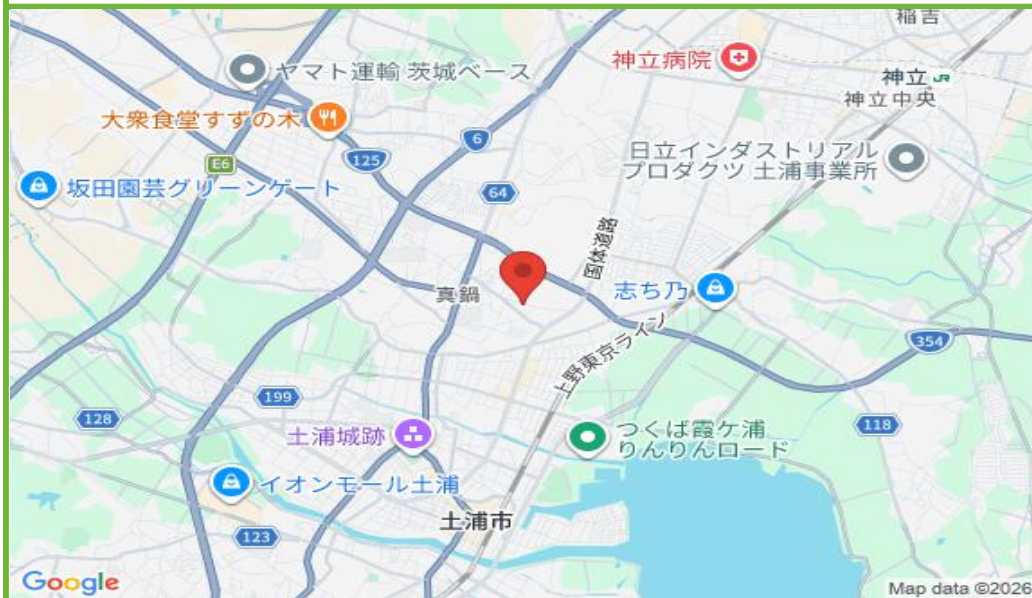 稲吉
神立病院
ヤマト運輸 茨城ベース
神立 JR
神立中央
大衆食堂すずの木
6
125
E6
日立インダストリアル
プロダクツ 土浦事業所
坂田園芸グリーンゲート
64
国体道路
真鍋
志ち乃
上野東京ライン
354
199
128
118
土浦城跡
つくば霞ケ浦
りんりんロード
イオンモール土浦
土浦市
123
Google
Map data ©2026